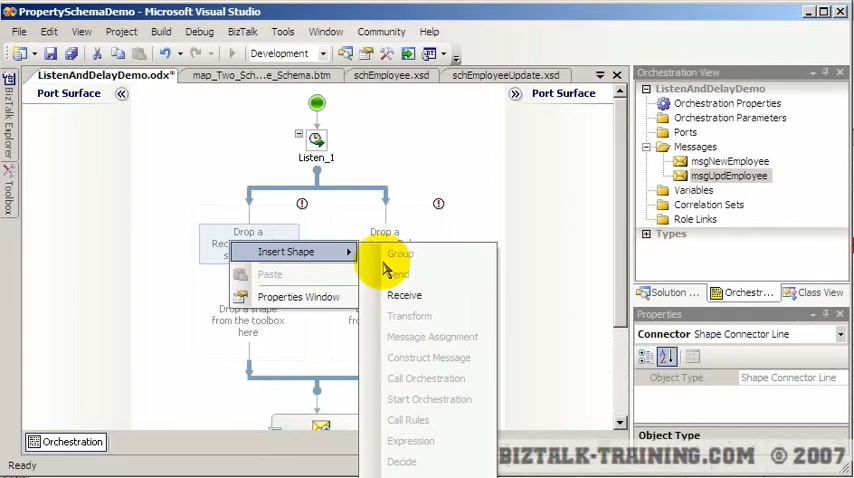 PropertySchemaDemo - Microsoft Visual Studio
File Edit View Project Build Debug BizTalk Tools Window Community Help
Development
ListenAndDelayDemo.odx* map_Two_Sch...e_Schema.btm schEmployee.xsd schEmployeeUpdate.xsd
BizTalk Explorer
Toolbox
Port Surface
Port Surface
Listen_1
Drop a
Drop a
Insert Shape
Paste
Properties Window
Drop a shape
from the toolbox
here
Group
Receive
Transform
Message Assignment
Construct Message
Call Orchestration
Start Orchestration
Call Rules
Expression
Decide
Orchestration
Orchestration View
ListenAndDelayDemo
Orchestration Properties
Orchestration Parameters
Ports
Messages
msgNewEmployee
msgUpdEmployee
Variables
Correlation Sets
Role Links
Types
Solution ... Orchestr... Class View
Properties
Connector Shape Connector Line
Object Type Shape Connector Line
Object Type
Ready
BIZTALK-TRAINING.COM © 2007